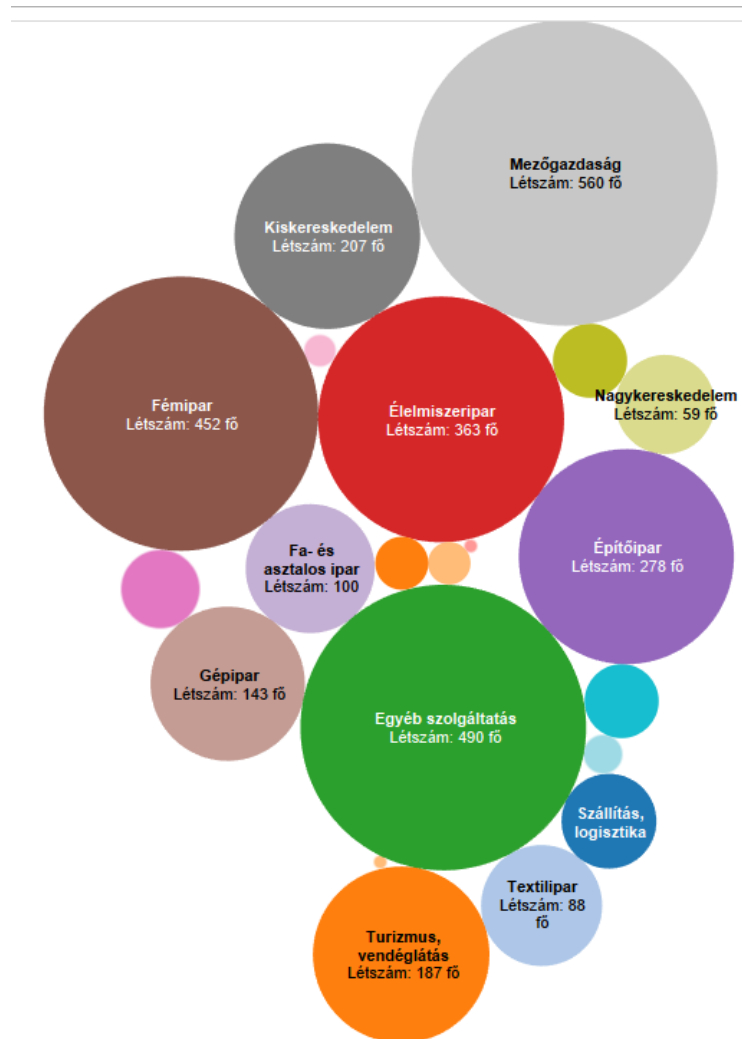 Mezőgazdaság
Létszám: 560 fő
Kiskereskedelem
Létszám: 207 fő
Nagykereskedelem
Létszám: 59 fő
Fémipar
Létszám: 452 fő
Élelmiszeripar
Létszám: 363 fő
Építőipar
Létszám: 278 fő
Fa- és
asztalos ipar
Létszám: 100
Gépipar
Létszám: 143 fő
Egyéb szolgáltatás
Létszám: 490 fő
Szállítás,
logisztika
Textilipar
Létszám: 88
fő
Turizmus,
vendéglátás
Létszám: 187 fő